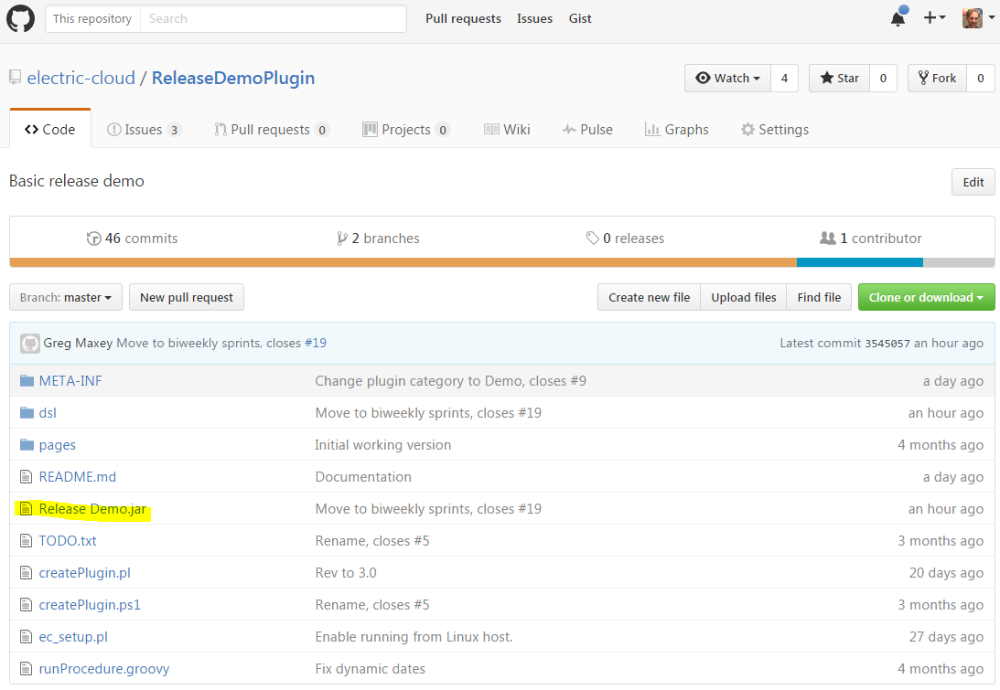 This repository Search Pull requests Issues Gist
electric-cloud / ReleaseDemoPlugin Watch 4 Star 0 Fork 0
Code Issues 3 Pull requests 0 Projects 0 Wiki Pulse Graphs Settings
Basic release demo Edit
46 commits 2 branches 0 releases 1 contributor
Branch: master New pull request Create new file Upload files Find file Clone or download
Greg Maxey Move to biweekly sprints, closes #19 Latest commit 3545057 an hour ago
META-INF Change plugin category to Demo, closes #9 a day ago
dsl Move to biweekly sprints, closes #19 an hour ago
pages Initial working version 4 months ago
README.md Documentation a day ago
Release Demo.jar Move to biweekly sprints, closes #19 an hour ago
TODO.txt Rename, closes #5 3 months ago
createPlugin.pl Rev to 3.0 20 days ago
createPlugin.ps1 Rename, closes #5 3 months ago
ec_setup.pl Enable running from Linux host. 27 days ago
runProcedure.groovy Fix dynamic dates 4 months ago